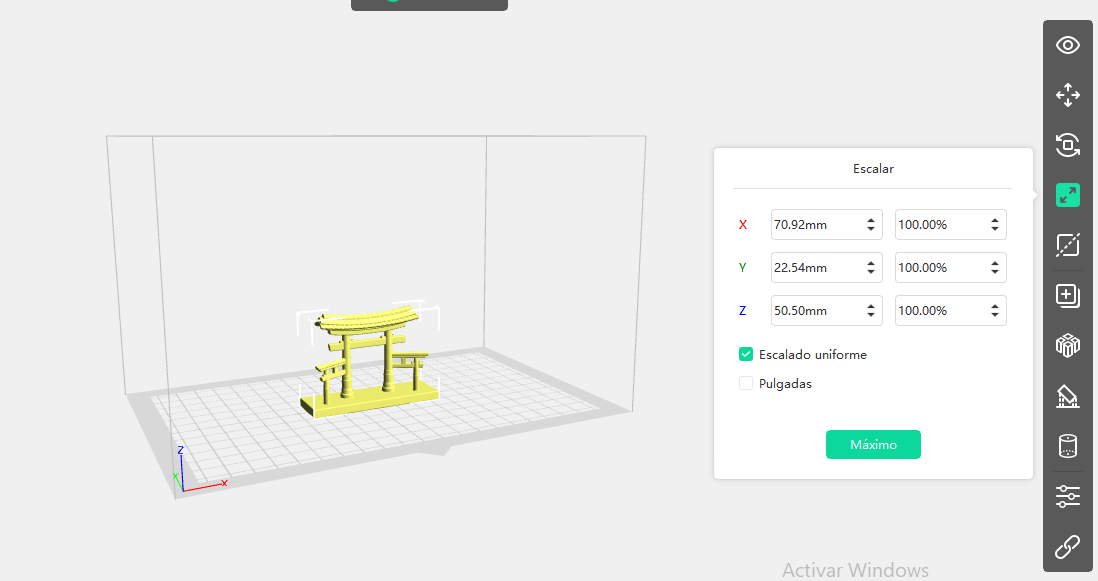 Escalar
X 70.92mm 100.00%
Y 22.54mm 100.00%
Z 50.50mm 100.00%
Escalado uniforme
Pulgadas
Máximo
Z
Y
X
Activar Windows